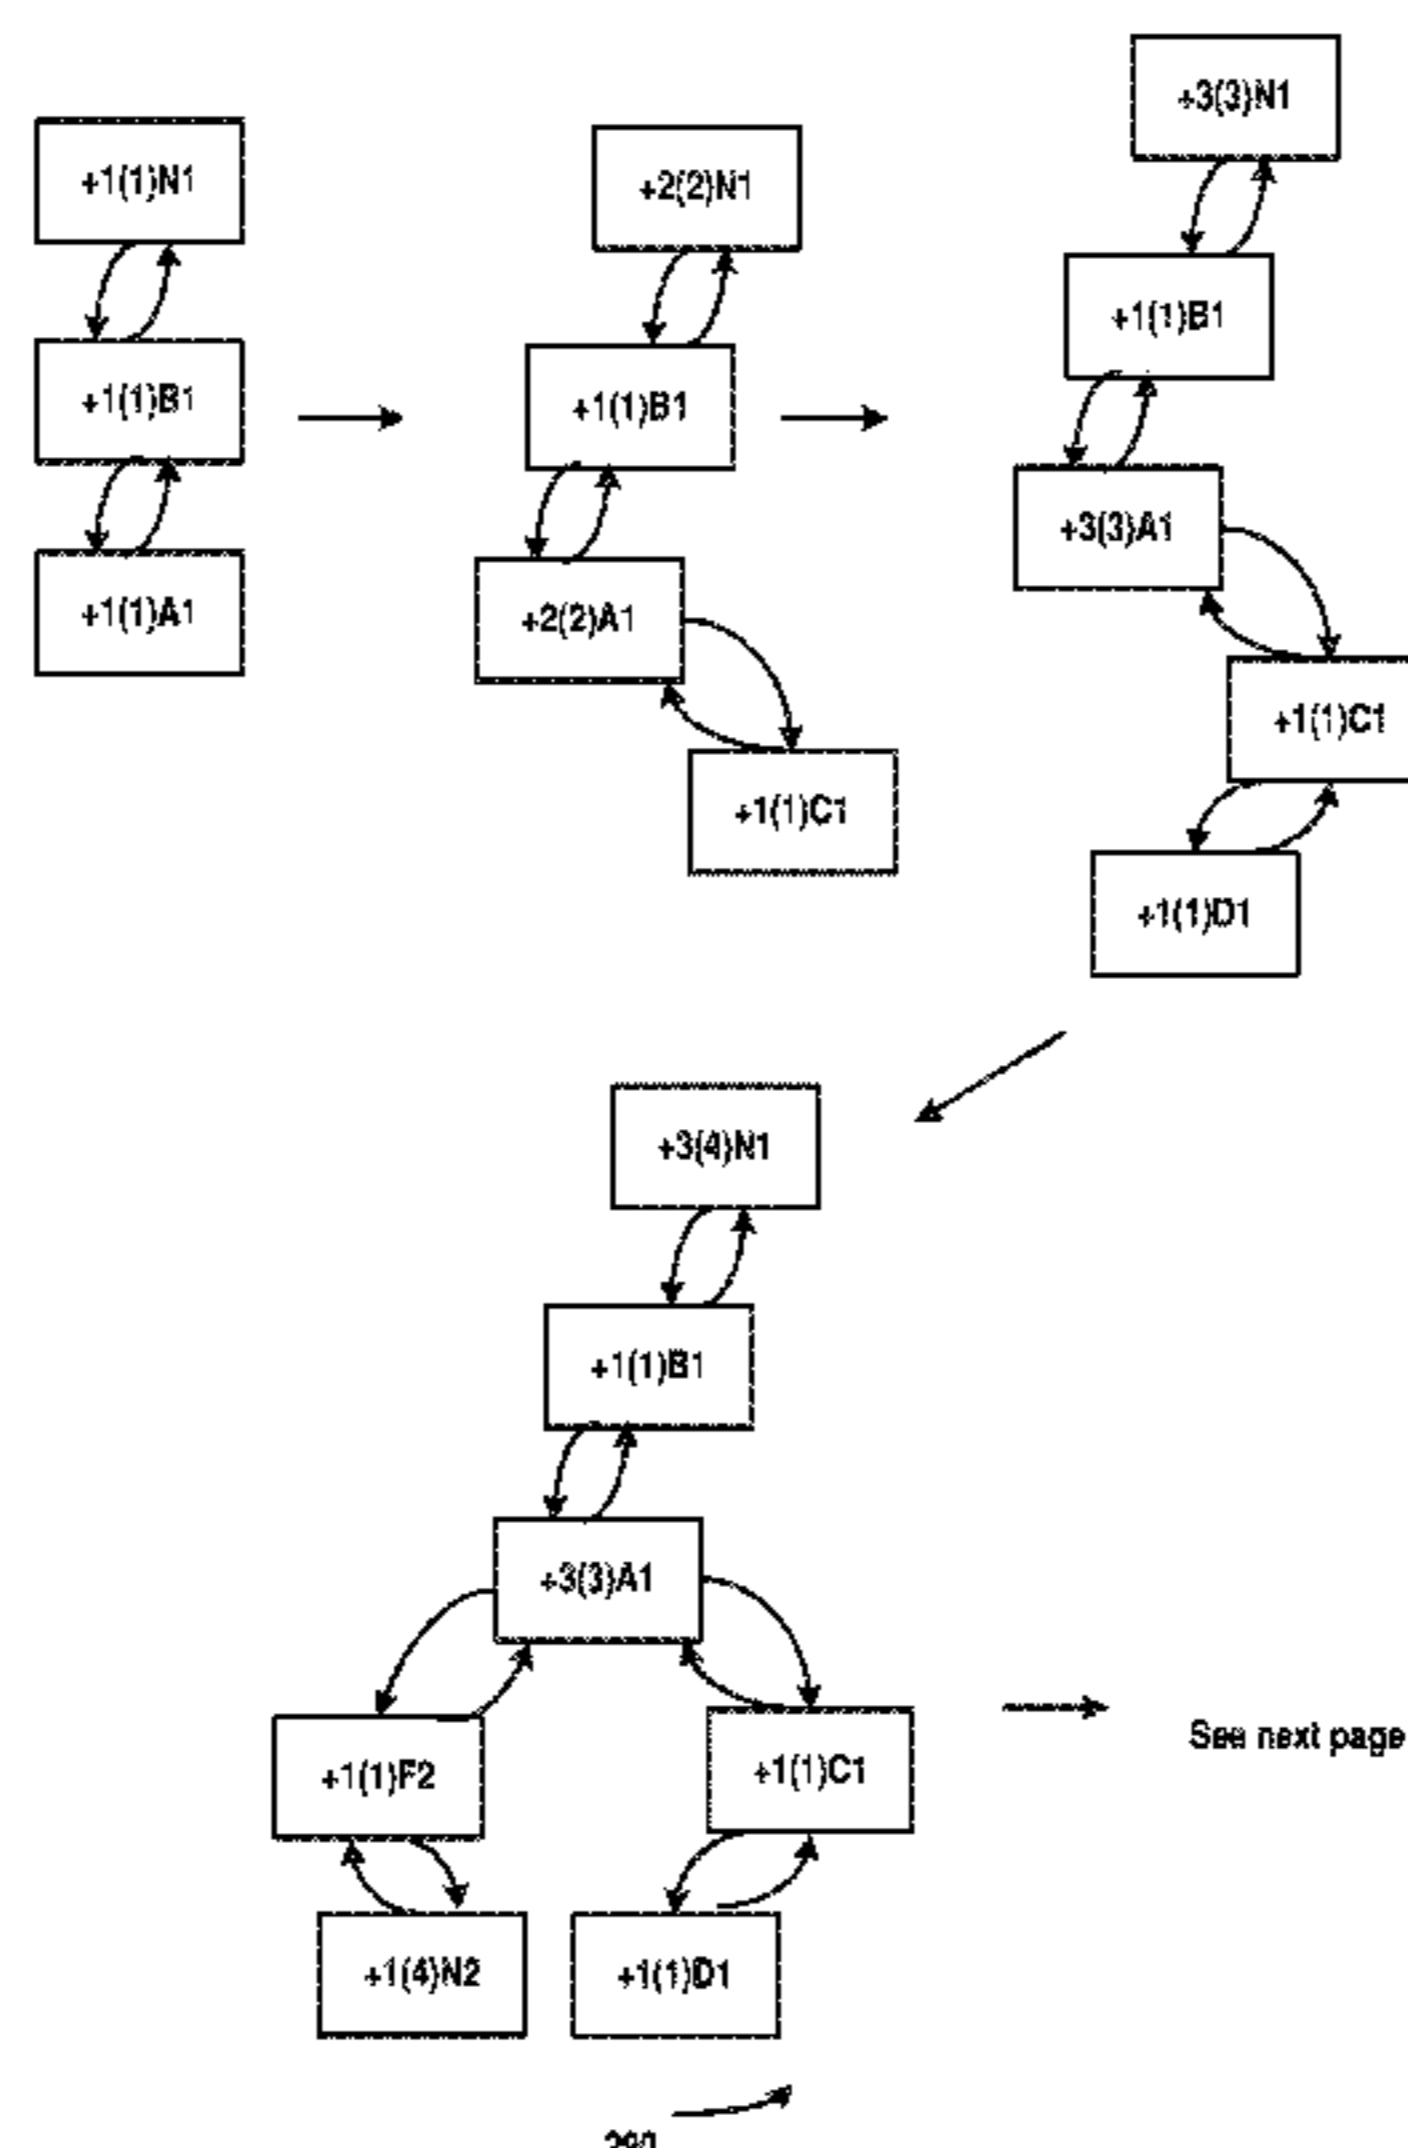 +1(1)N1
+1(1)B1
+1(1)A1
+2(2)N1
+1(1)B1
+2(2)A1
+1(1)C1
+3(3)N1
+1(1)B1
+3(3)A1
+1(1)C1
+1(1)D1
+3(4)N1
+1(1)B1
+3(3)A1
+1(1)F2
+1(1)C1
+1(4)N2
+1(1)D1
See next page